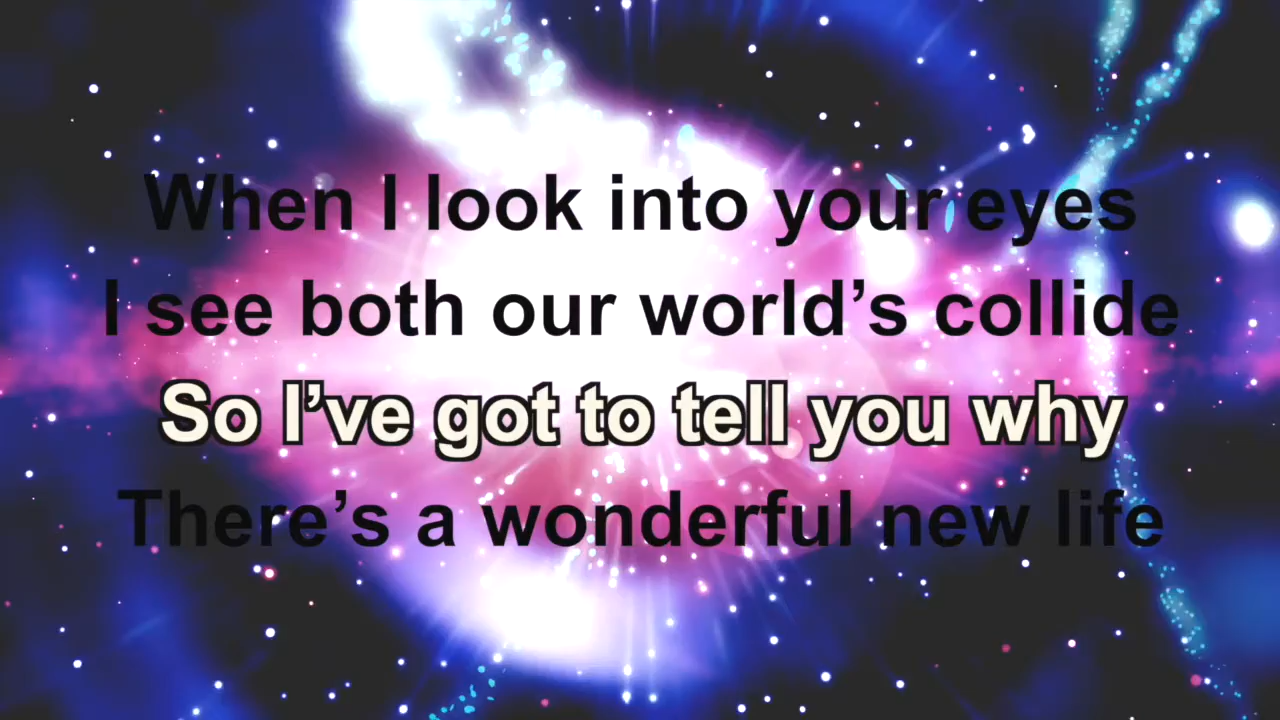 When I look into your eyes
I see both our world’s collide
So I’ve got to tell you why
There’s a wonderful new life